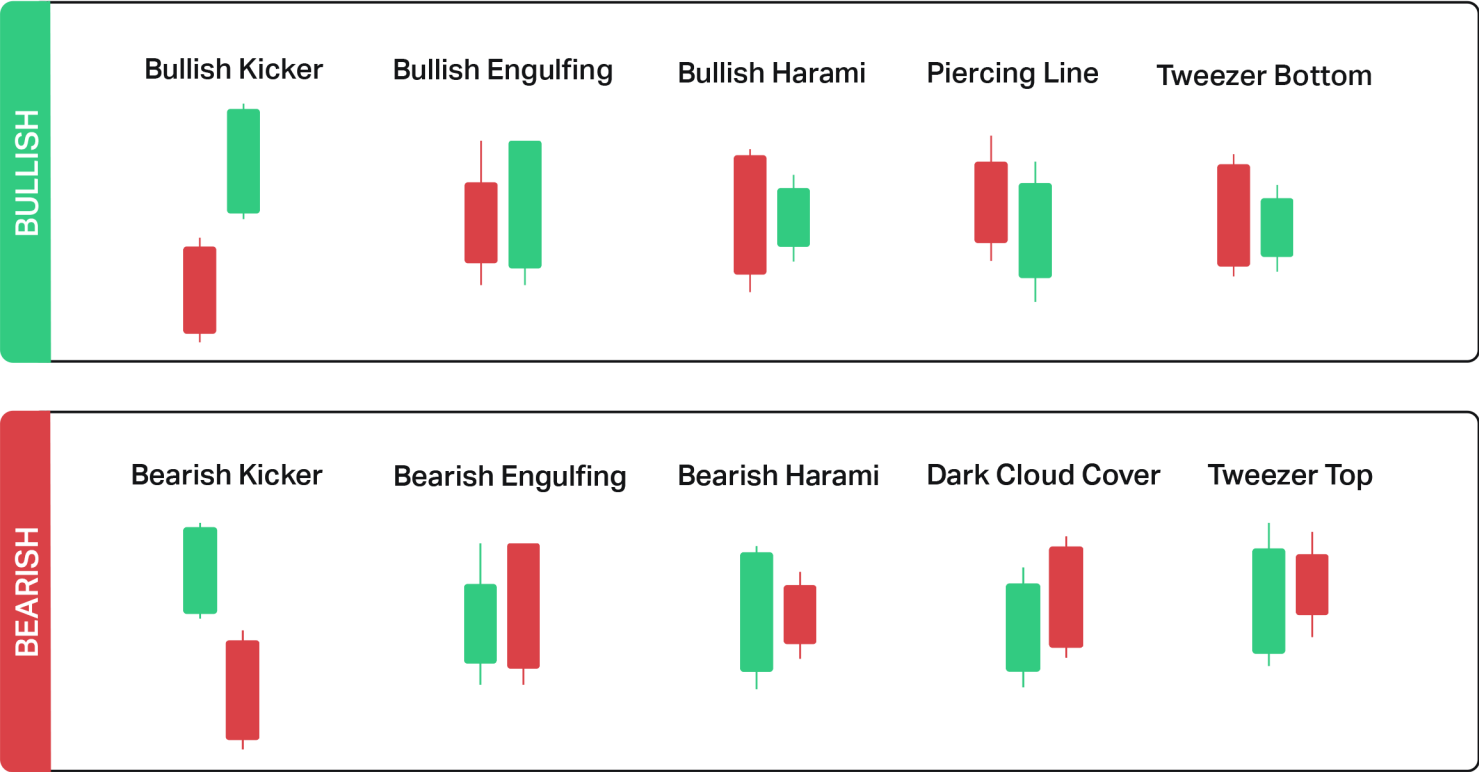 BULLISH
Bullish Kicker
Bullish Engulfing
Bullish Harami
Piercing Line
Tweezer Bottom
BEARISH
Bearish Kicker
Bearish Engulfing
Bearish Harami
Dark Cloud Cover
Tweezer Top